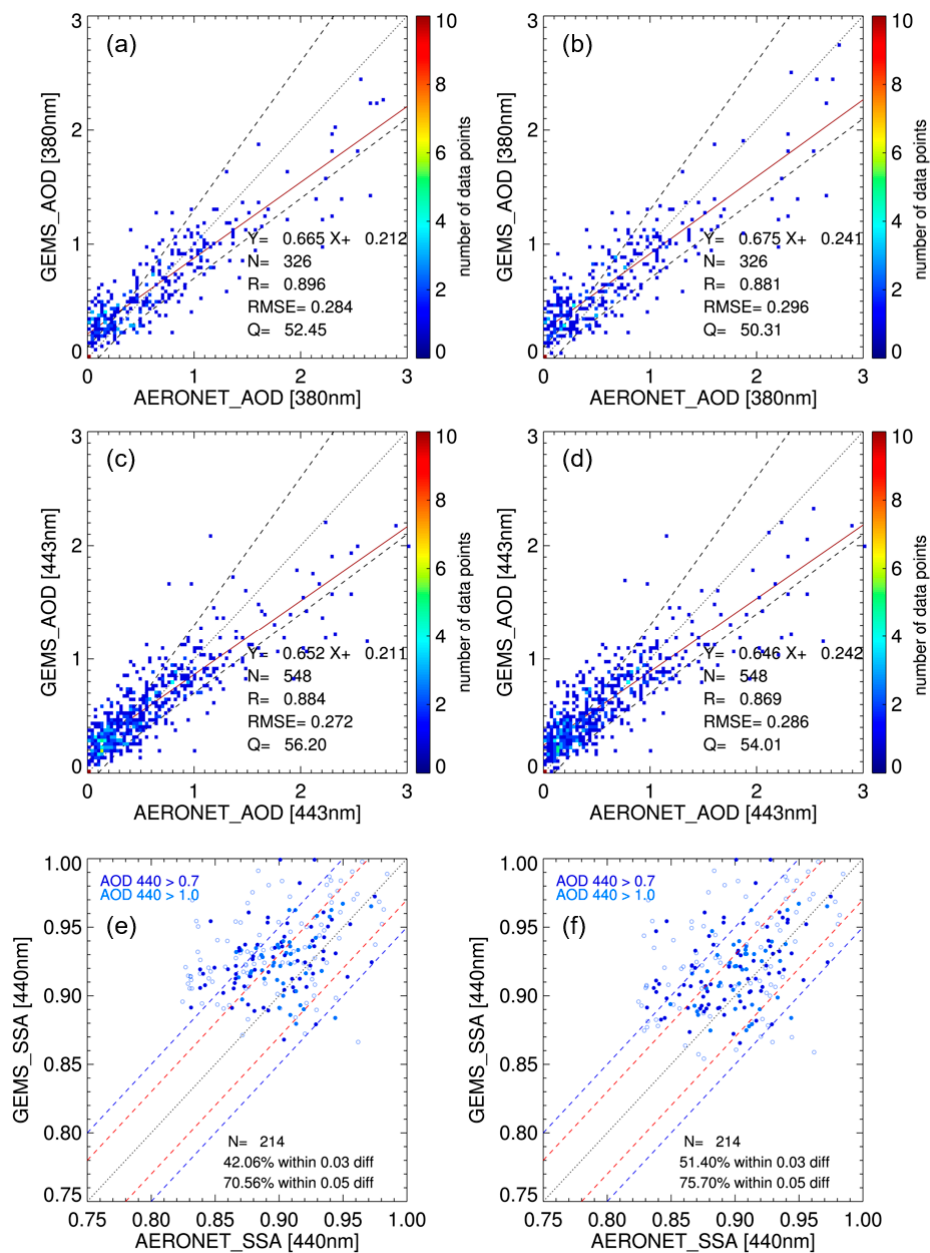 (a)
3
2
1
0
0
1
2
3
GEMS_AOD [380nm]
AERONET_AOD [380nm]
Y= 0.665 X+ 0.212
N= 326
R= 0.896
RMSE= 0.284
Q= 52.45
10
8
6
4
2
0
number of data points
(b)
3
2
1
0
0
1
2
3
GEMS_AOD [380nm]
AERONET_AOD [380nm]
Y= 0.675 X+ 0.241
N= 326
R= 0.881
RMSE= 0.296
Q= 50.31
10
8
6
4
2
0
number of data points
(c)
3
2
1
0
0
1
2
3
GEMS_AOD [443nm]
AERONET_AOD [443nm]
Y= 0.652 X+ 0.211
N= 548
R= 0.884
RMSE= 0.272
Q= 56.20
10
8
6
4
2
0
number of data points
(d)
3
2
1
0
0
1
2
3
GEMS_AOD [443nm]
AERONET_AOD [443nm]
Y= 0.646 X+ 0.242
N= 548
R= 0.869
RMSE= 0.286
Q= 54.01
10
8
6
4
2
0
number of data points
AOD 440 > 0.7
AOD 440 > 1.0
(e)
1.00
0.95
0.90
0.85
0.80
0.75
0.75
0.80
0.85
0.90
0.95
1.00
GEMS_SSA [440nm]
AERONET_SSA [440nm]
N= 214
42.06% within 0.03 diff
70.56% within 0.05 diff
AOD 440 > 0.7
AOD 440 > 1.0
(f)
1.00
0.95
0.90
0.85
0.80
0.75
0.75
0.80
0.85
0.90
0.95
1.00
GEMS_SSA [440nm]
AERONET_SSA [440nm]
N= 214
51.40% within 0.03 diff
75.70% within 0.05 diff